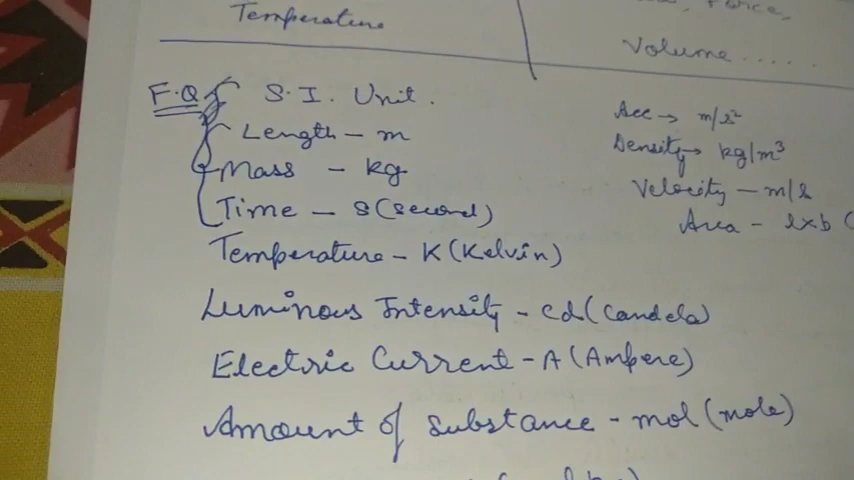 Temperature
Force,
Volume.....
F.Q S.I. Unit.
Length - m
Mass - kg
Time - s (second)
Temperature - K (Kelvin)
Luminous Intensity - cd (Candela)
Electric Current - A (Ampere)
Amount of substance - mol (mole)
Acc → m/s²
Density → kg/m³
Velocity - m/s
Area - l×b (